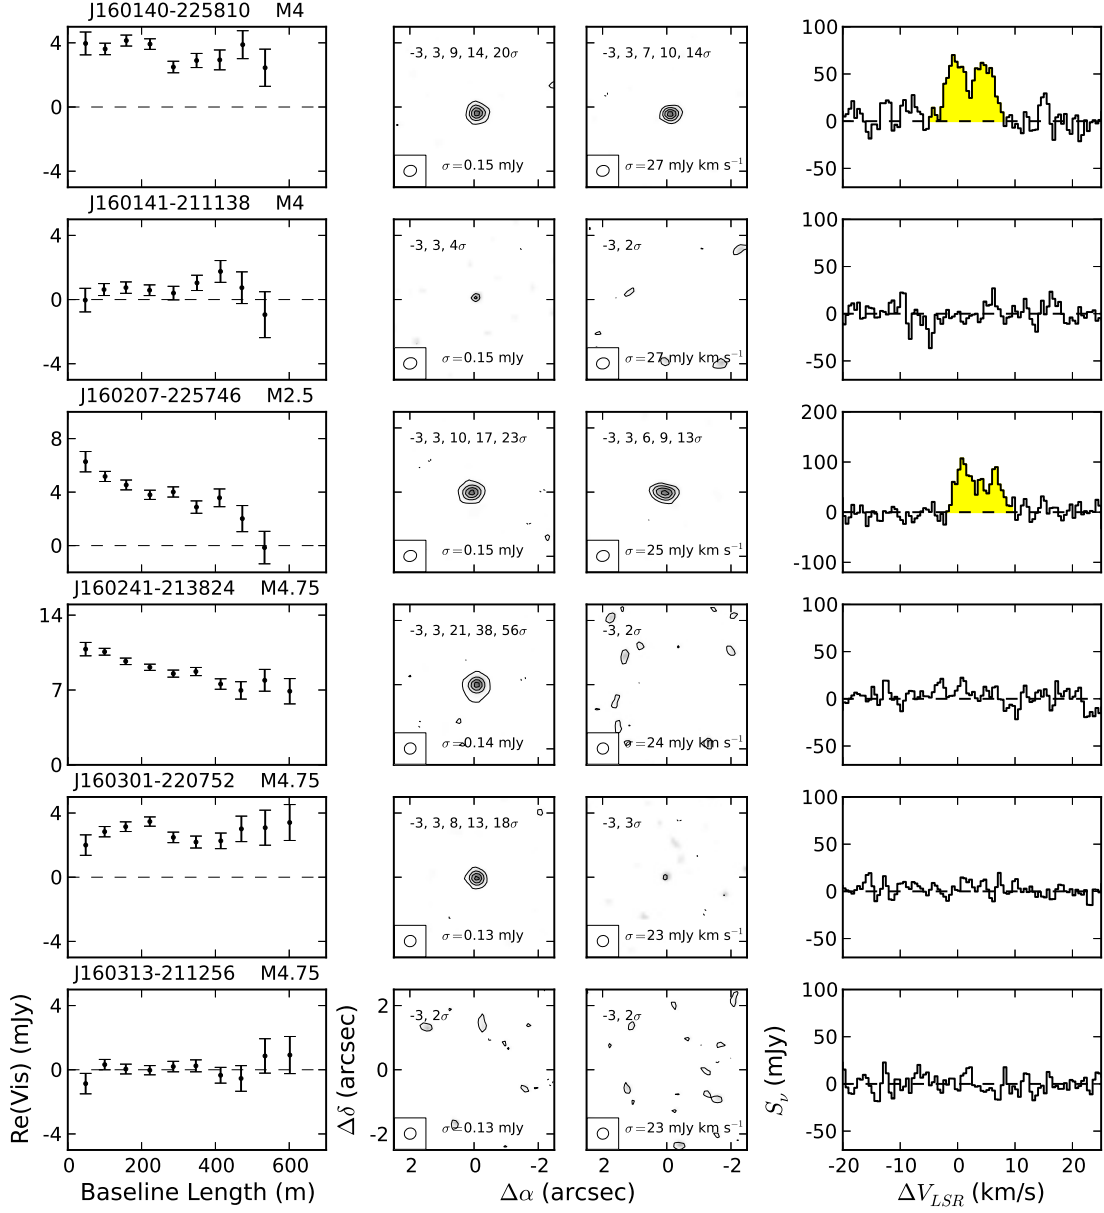 J160140-225810 M4
4
0
-4
-3, 3, 9, 14, 20σ
σ=0.15 mJy
-3, 3, 7, 10, 14σ
σ=27 mJy km s⁻¹
100
50
0
-50
J160141-211138 M4
4
0
-4
-3, 3, 4σ
σ=0.15 mJy
-3, 2σ
σ=27 mJy km s⁻¹
100
50
0
-50
J160207-225746 M2.5
8
4
0
-3, 3, 10, 17, 23σ
σ=0.15 mJy
-3, 3, 6, 9, 13σ
σ=25 mJy km s⁻¹
200
100
0
-100
J160241-213824 M4.75
14
7
0
-3, 3, 21, 38, 56σ
σ=0.14 mJy
-3, 2σ
σ=24 mJy km s⁻¹
100
50
0
-50
J160301-220752 M4.75
4
0
-4
-3, 3, 8, 13, 18σ
σ=0.13 mJy
-3, 3σ
σ=23 mJy km s⁻¹
100
50
0
-50
J160313-211256 M4.75
Re(Vis) (mJy)
4
0
-4
0 200 400 600
Baseline Length (m)
Δδ (arcsec)
2
0
-2
-3, 2σ
σ=0.13 mJy
2 0 -2
-3, 2σ
σ=23 mJy km s⁻¹
2 0 -2
Δα (arcsec)
Sν (mJy)
100
50
0
-50
-20 -10 0 10 20
ΔV_LSR (km/s)